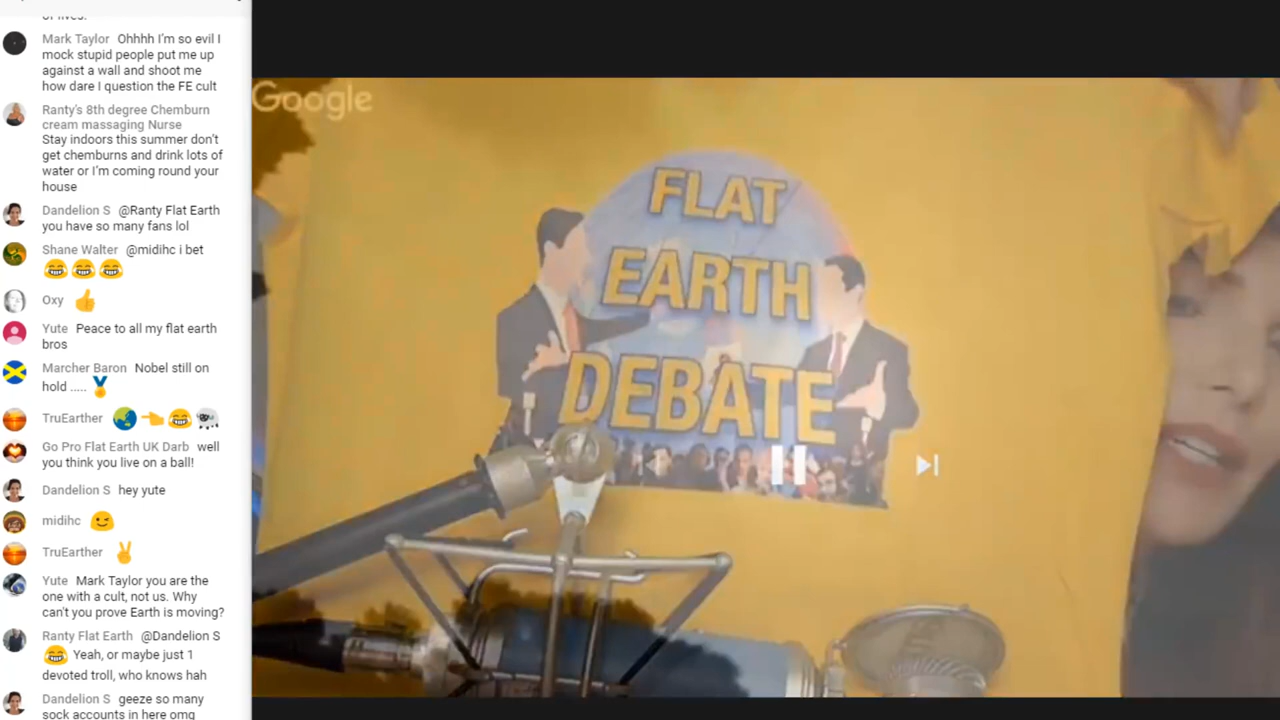 Mark Taylor Ohhhh I'm so evil I
mock stupid people put me up
against a wall and shoot me
how dare I question the FE cult
Ranty's 8th degree Chemburn
cream massaging Nurse
Stay indoors this summer don't
get chemburns and drink lots of
water or I'm coming round your
house
Dandelion S @Ranty Flat Earth
you have so many fans lol
Shane Walter @midihc i bet
Oxy
Yute Peace to all my flat earth
bros
Marcher Baron Nobel still on
hold .....
TruEarther
Go Pro Flat Earth UK Darb well
you think you live on a ball!
Dandelion S hey yute
midihc
TruEarther
Yute Mark Taylor you are the
one with a cult, not us. Why
can't you prove Earth is moving?
Ranty Flat Earth @Dandelion S
Yeah, or maybe just 1
devoted troll, who knows hah
Dandelion S geeze so many
sock accounts in here omg
Google
FLAT
EARTH
DEBATE